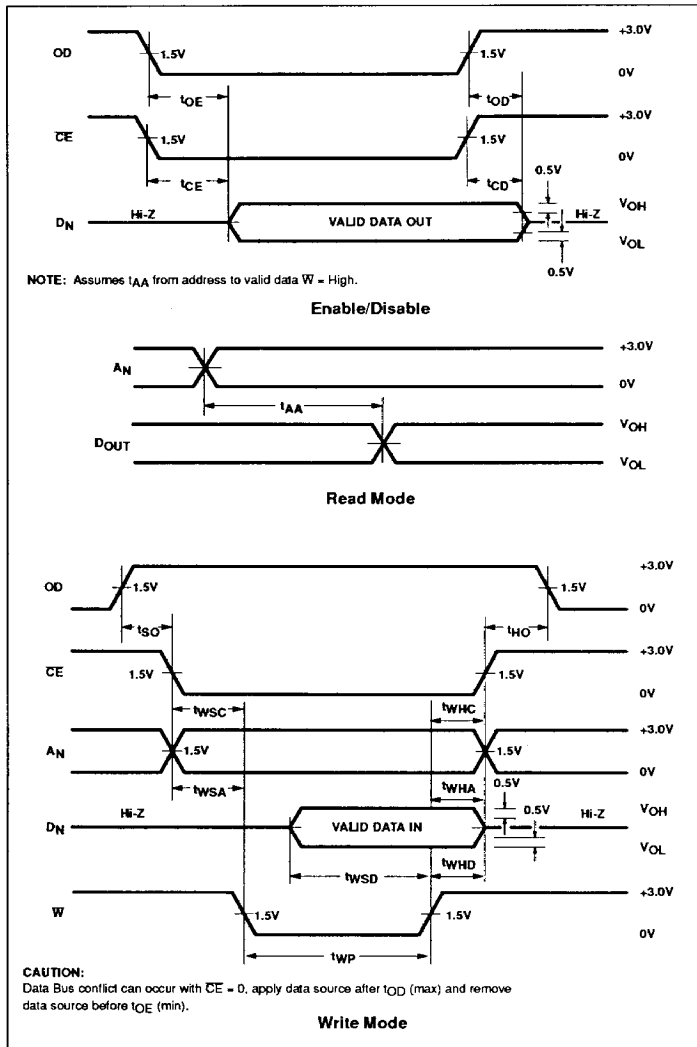 +3.0V
OD
1.5V
1.5V
0V
tOE
tOD
+3.0V
CE
1.5V
1.5V
0V
0.5V
tCE
tCD
Hi-Z
VOH
DN
VALID DATA OUT
Hi-Z
VOL
0.5V
NOTE: Assumes tAA from address to valid data W = High.
Enable/Disable
+3.0V
AN
0V
tAA
VOH
DOUT
VOL
Read Mode
+3.0V
OD
1.5V
1.5V
0V
tSO
tHO
+3.0V
CE
1.5V
1.5V
0V
tWSC
tWHC
+3.0V
AN
1.5V
1.5V
0V
tWSA
tWHA
0.5V
0.5V
Hi-Z
Hi-Z
VOH
DN
VALID DATA IN
VOL
tWSD
tWHD
+3.0V
W
1.5V
1.5V
0V
tWP
CAUTION:
Data Bus conflict can occur with CE = 0, apply data source after tOD (max) and remove
data source before tOE (min).
Write Mode